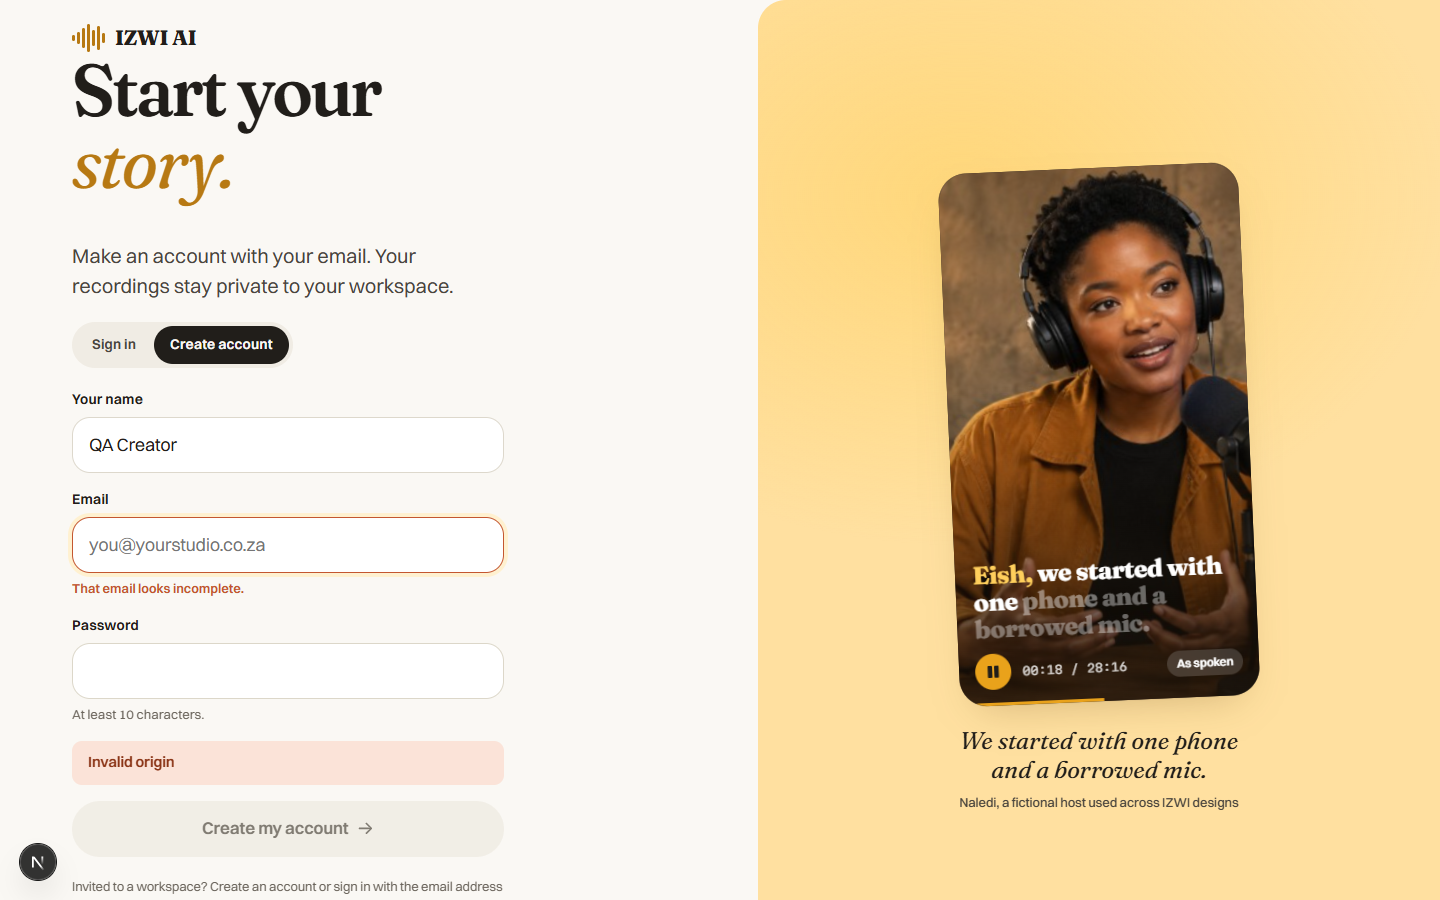 IZWI AI
Start your
story.
Make an account with your email. Your
recordings stay private to your workspace.
Sign in
Create account
Your name
QA Creator
Email
you@yourstudio.co.za
That email looks incomplete.
Password
At least 10 characters.
Invalid origin
Create my account →
Invited to a workspace? Create an account or sign in with the email address
N
Eish, we started with
one phone and a
borrowed mic.
00:18 / 28:16
As spoken
We started with one phone
and a borrowed mic.
Naledi, a fictional host used across IZWI designs